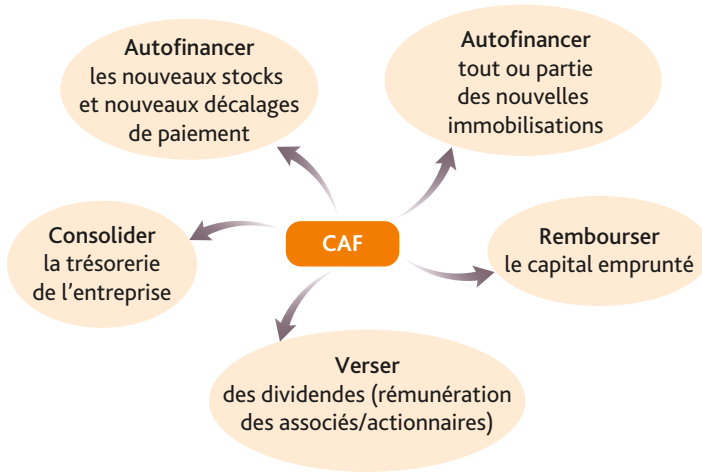 Autofinancer
les nouveaux stocks
et nouveaux décalages
de paiement
Autofinancer
tout ou partie
des nouvelles
immobilisations
Consolider
la trésorerie
de l'entreprise
CAF
Rembourser
le capital emprunté
Verser
des dividendes (rémunération
des associés/actionnaires)